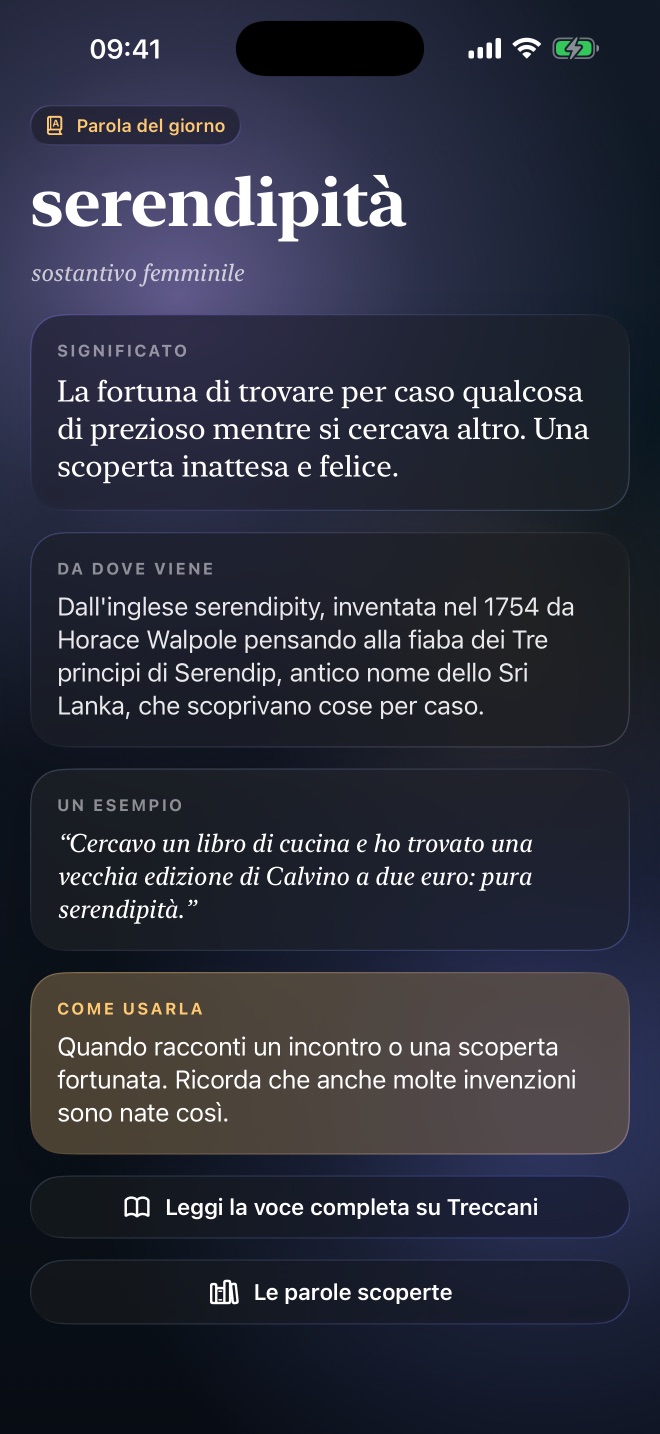 09:41
Parola del giorno
serendipità
sostantivo femminile
SIGNIFICATO
La fortuna di trovare per caso qualcosa
di prezioso mentre si cercava altro. Una
scoperta inattesa e felice.
DA DOVE VIENE
Dall'inglese serendipity, inventata nel 1754 da
Horace Walpole pensando alla fiaba dei Tre
principi di Serendip, antico nome dello Sri
Lanka, che scoprivano cose per caso.
UN ESEMPIO
“Cercavo un libro di cucina e ho trovato una
vecchia edizione di Calvino a due euro: pura
serendipità.”
COME USARLA
Quando racconti un incontro o una scoperta
fortunata. Ricorda che anche molte invenzioni
sono nate così.
Leggi la voce completa su Treccani
Le parole scoperte